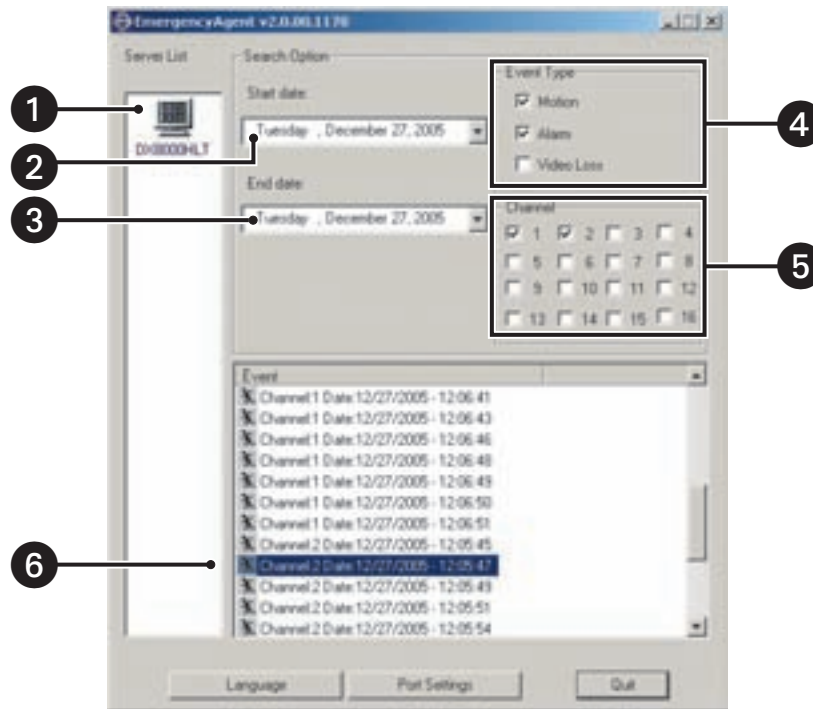 EmergencyAgent v2.0.00.1170
Server List
Search Option
Start date
Tuesday , December 27, 2005
End date
Tuesday , December 27, 2005
Event Type
Motion
Alarm
Video Loss
Channel
1 2 3 4
5 6 7 8
9 10 11 12
13 14 15 16
DX8000HLT
Event
Channel:1 Date:12/27/2005 - 12:06:41
Channel:1 Date:12/27/2005 - 12:06:43
Channel:1 Date:12/27/2005 - 12:06:46
Channel:1 Date:12/27/2005 - 12:06:48
Channel:1 Date:12/27/2005 - 12:06:49
Channel:1 Date:12/27/2005 - 12:06:50
Channel:1 Date:12/27/2005 - 12:06:51
Channel:2 Date:12/27/2005 - 12:05:45
Channel:2 Date:12/27/2005 - 12:05:47
Channel:2 Date:12/27/2005 - 12:05:49
Channel:2 Date:12/27/2005 - 12:05:51
Channel:2 Date:12/27/2005 - 12:05:54
Language
Port Settings
Quit
1
2
3
4
5
6